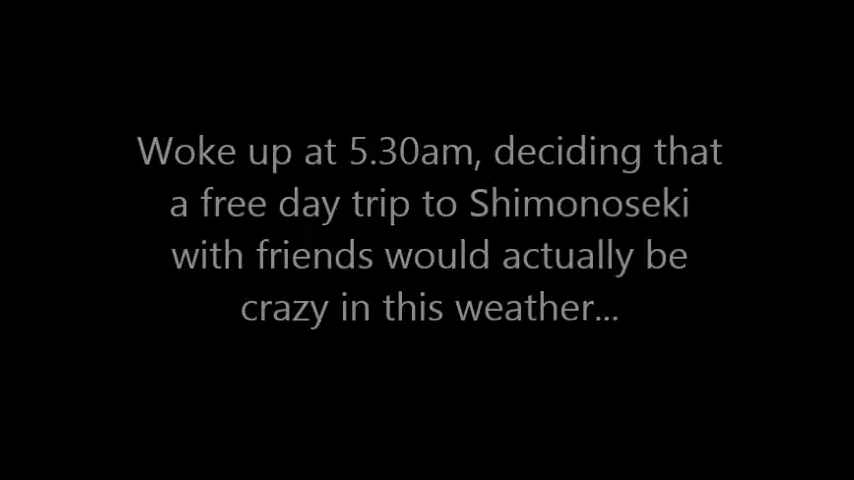 Woke up at 5.30am, deciding that
a free day trip to Shimonoseki
with friends would actually be
crazy in this weather...